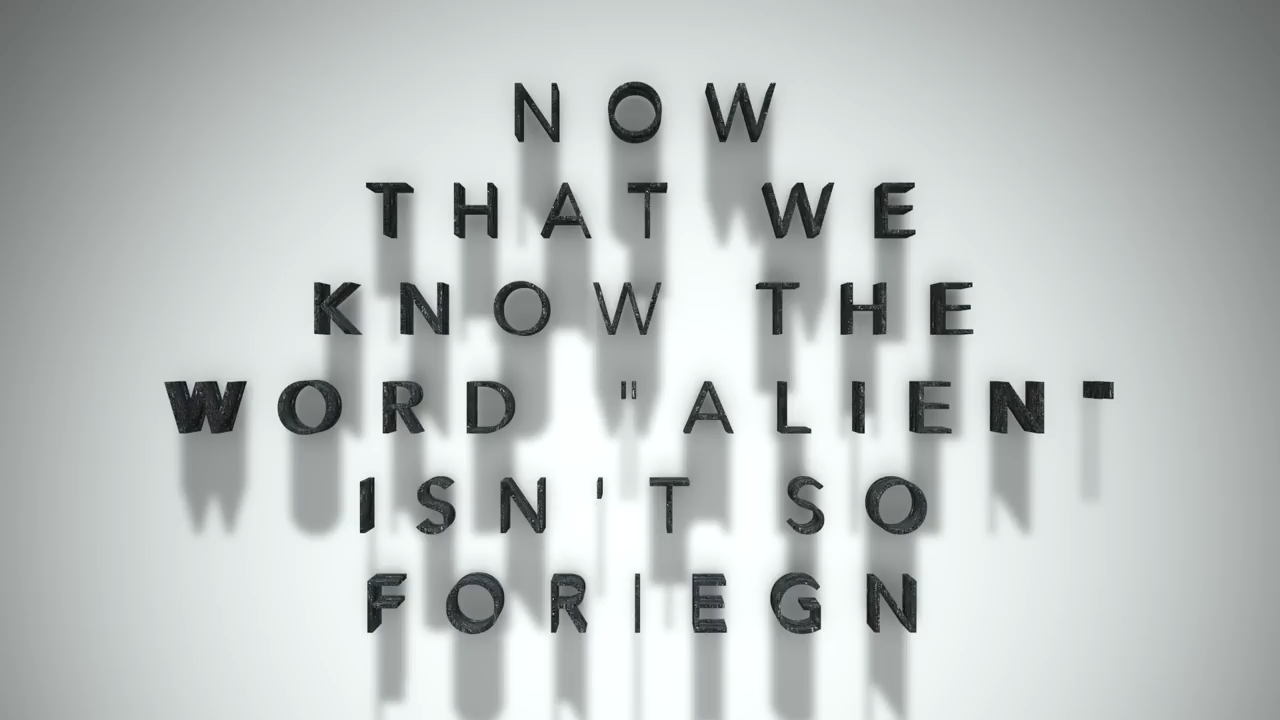 NOW
THAT WE
KNOW THE
WORD "ALIEN"
ISN'T SO
FORIEGN